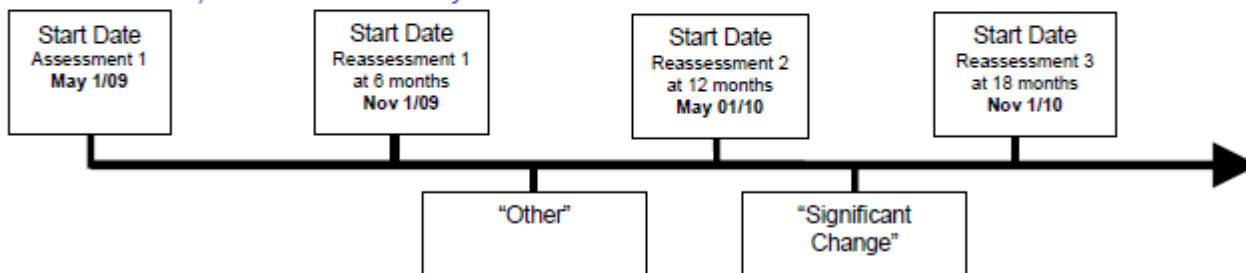 Start Date
Assessment 1
May 1/09
Start Date
Reassessment 1
at 6 months
Nov 1/09
Start Date
Reassessment 2
at 12 months
May 01/10
Start Date
Reassessment 3
at 18 months
Nov 1/10
“Other”
“Significant
Change”